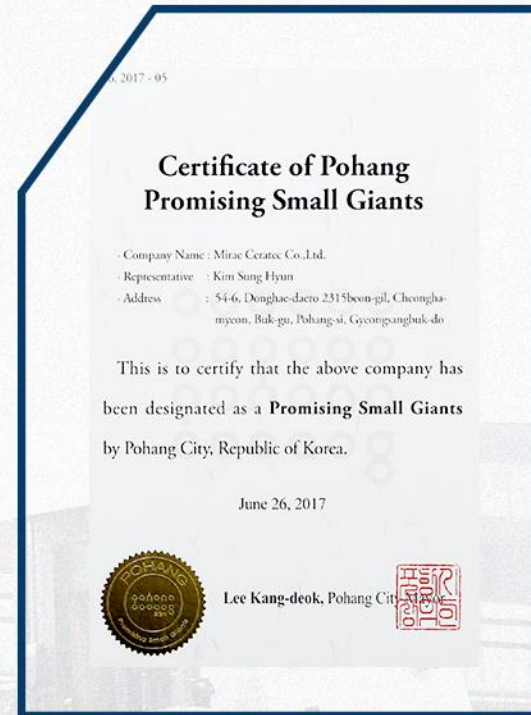 2017 - 05
Certificate of Pohang
Promising Small Giants
· Company Name : Mirae Ceratec Co.,Ltd.
· Representative : Kim Sung Hyun
· Address : 54-6, Donghae-daero 2315beon-gil, Cheongha-
myeon, Buk-gu, Pohang-si, Gyeongsangbuk-do
This is to certify that the above company has
been designated as a Promising Small Giants
by Pohang City, Republic of Korea.
June 26, 2017
POHANG
Promising Small Giants
Lee Kang-deok, Pohang City Mayor